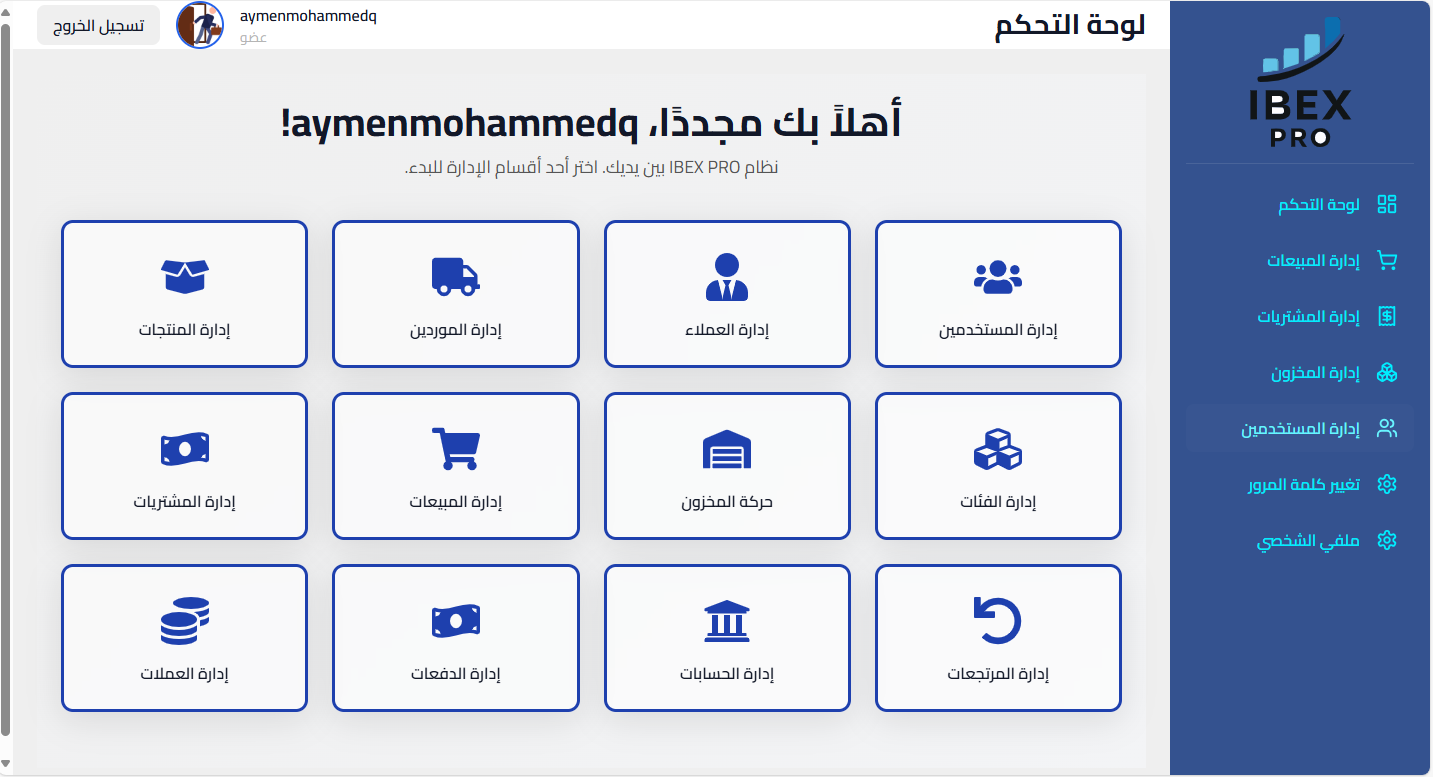 IBEX
PRO
لوحة التحكم
إدارة المبيعات
إدارة المشتريات
إدارة المخزون
إدارة المستخدمين
تغيير كلمة المرور
ملفي الشخصي
لوحة التحكم
aymenmohammedq
عضو
تسجيل الخروج
أهلاً بك مجددًا، aymenmohammedq!
نظام IBEX PRO بين يديك. اختر أحد أقسام الإدارة للبدء.
إدارة المستخدمين
إدارة العملاء
إدارة الموردين
إدارة المنتجات
إدارة الفئات
حركة المخزون
إدارة المبيعات
إدارة المشتريات
إدارة المرتجعات
إدارة الحسابات
إدارة الدفعات
إدارة العملات